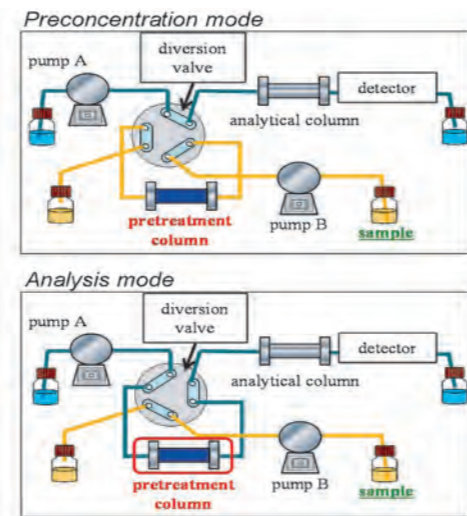 Preconcentration mode
diversion
valve
pump A
detector
analytical column
pretreatment
column
pump B
sample
Analysis mode
diversion
valve
pump A
detector
analytical column
pretreatment
column
pump B
sample